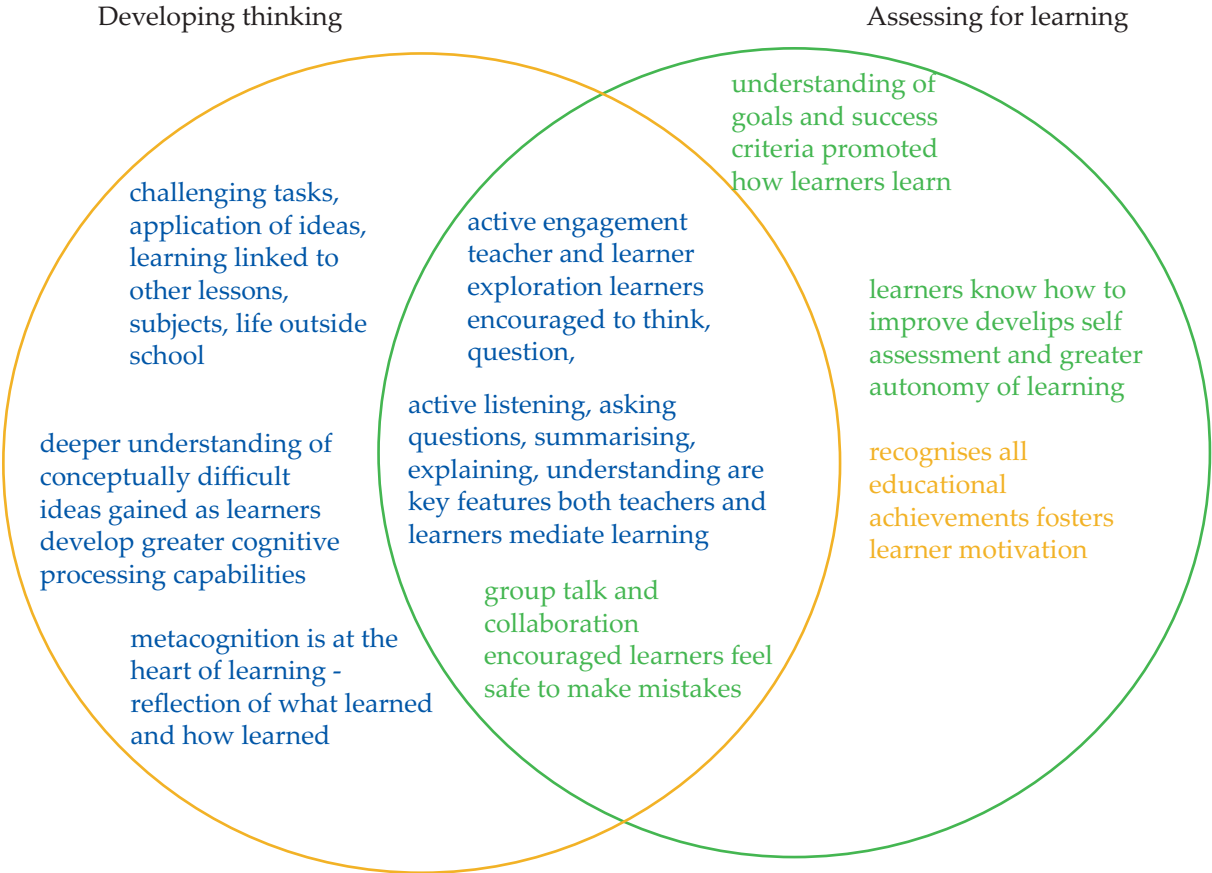 Developing thinking
Assessing for learning
challenging tasks,
application of ideas,
learning linked to
other lessons,
subjects, life outside
school
deeper understanding of
conceptually difficult
ideas gained as learners
develop greater cognitive
processing capabilities
metacognition is at the
heart of learning -
reflection of what learned
and how learned
active engagement
teacher and learner
exploration learners
encouraged to think,
question,
active listening, asking
questions, summarising,
explaining, understanding are
key features both teachers and
learners mediate learning
group talk and
collaboration
encouraged learners feel
safe to make mistakes
understanding of
goals and success
criteria promoted
how learners learn
learners know how to
improve develips self
assessment and greater
autonomy of learning
recognises all
educational
achievements fosters
learner motivation